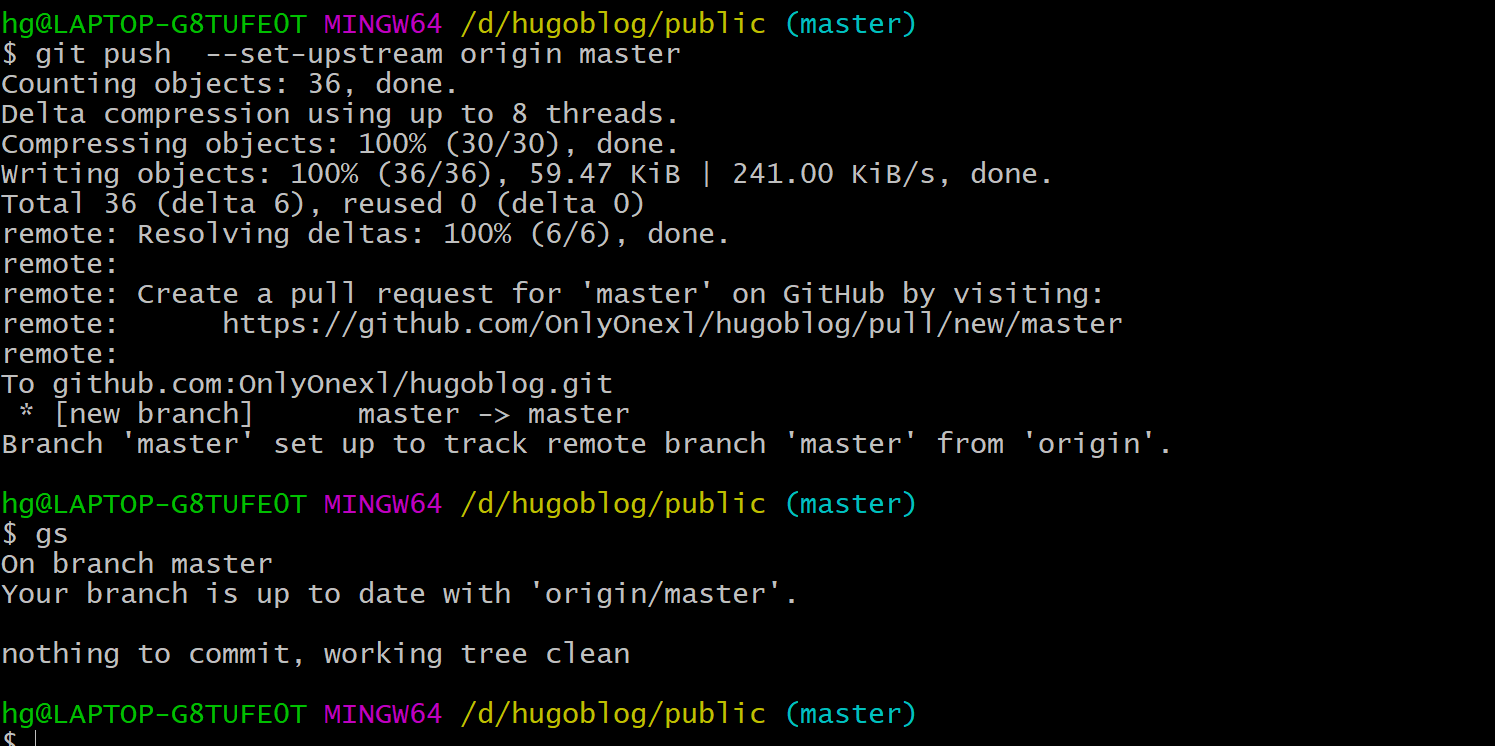 hg@LAPTOP-G8TUFE0T MINGW64 /d/hugoblog/public (master)
$ git push  --set-upstream origin master
Counting objects: 36, done.
Delta compression using up to 8 threads.
Compressing objects: 100% (30/30), done.
Writing objects: 100% (36/36), 59.47 KiB | 241.00 KiB/s, done.
Total 36 (delta 6), reused 0 (delta 0)
remote: Resolving deltas: 100% (6/6), done.
remote:
remote: Create a pull request for 'master' on GitHub by visiting:
remote:      https://github.com/OnlyOnexl/hugoblog/pull/new/master
remote:
To github.com:OnlyOnexl/hugoblog.git
 * [new branch]      master -> master
Branch 'master' set up to track remote branch 'master' from 'origin'.
hg@LAPTOP-G8TUFE0T MINGW64 /d/hugoblog/public (master)
$ gs
On branch master
Your branch is up to date with 'origin/master'.
nothing to commit, working tree clean
hg@LAPTOP-G8TUFE0T MINGW64 /d/hugoblog/public (master)
$